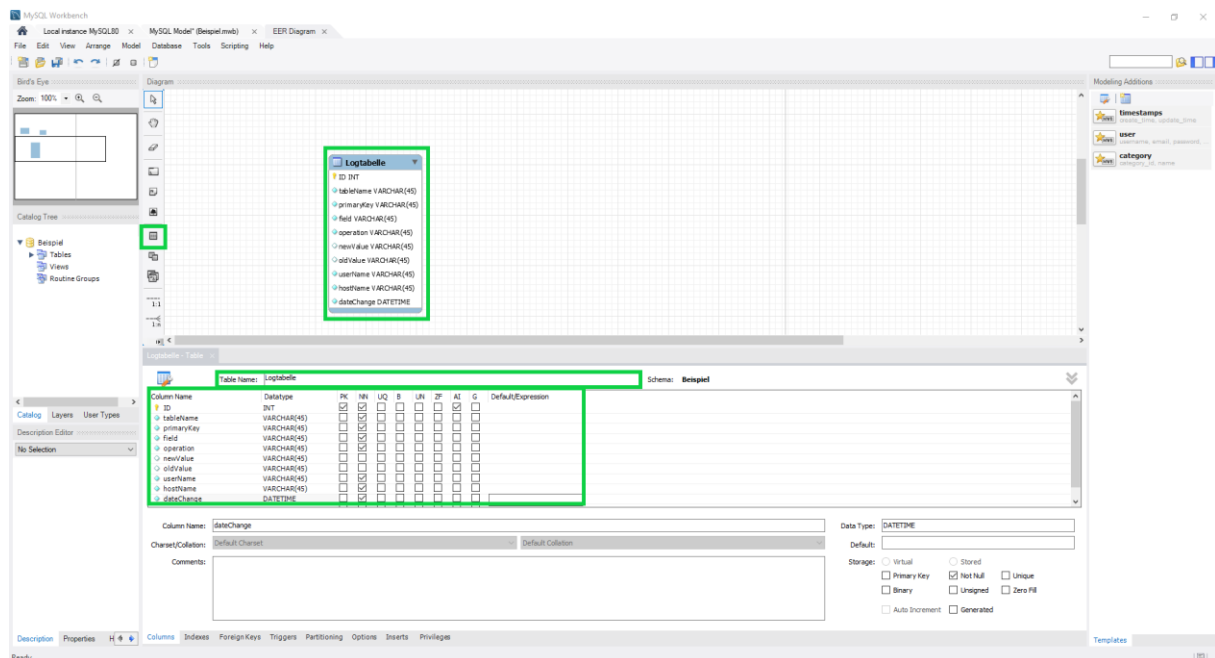 MySQL Workbench
Local instance MySQL80 × MySQL Model* (Beispiel.mwb) × EER Diagram ×
File Edit View Arrange Model Database Tools Scripting Help
Bird's Eye
Diagram
Modeling Additions
Zoom: 100%
timestamps
create_time, update_time
user
username, email, password,
category
category_id, name
Logtabelle
ID INT
tableName VARCHAR(45)
primaryKey VARCHAR(45)
field VARCHAR(45)
operation VARCHAR(45)
newValue VARCHAR(45)
oldValue VARCHAR(45)
userName VARCHAR(45)
hostName VARCHAR(45)
dateChange DATETIME
Catalog Tree
Beispiel
Tables
Views
Routine Groups
1:1
1:n
Logtabelle - Table ×
Table Name: Logtabelle
Schema: Beispiel
Column Name Datatype PK NN UQ B UN ZF AI G Default/Expression
ID INT
tableName VARCHAR(45)
primaryKey VARCHAR(45)
field VARCHAR(45)
operation VARCHAR(45)
newValue VARCHAR(45)
oldValue VARCHAR(45)
userName VARCHAR(45)
hostName VARCHAR(45)
dateChange DATETIME
Catalog Layers User Types
Description Editor
No Selection
Column Name: dateChange
Data Type: DATETIME
Charset/Collation: Default Charset Default Collation
Default:
Comments:
Storage: Virtual Stored
Primary Key Not Null Unique
Binary Unsigned Zero Fill
Auto Increment Generated
Description Properties H
Columns Indexes Foreign Keys Triggers Partitioning Options Inserts Privileges
Templates
Ready